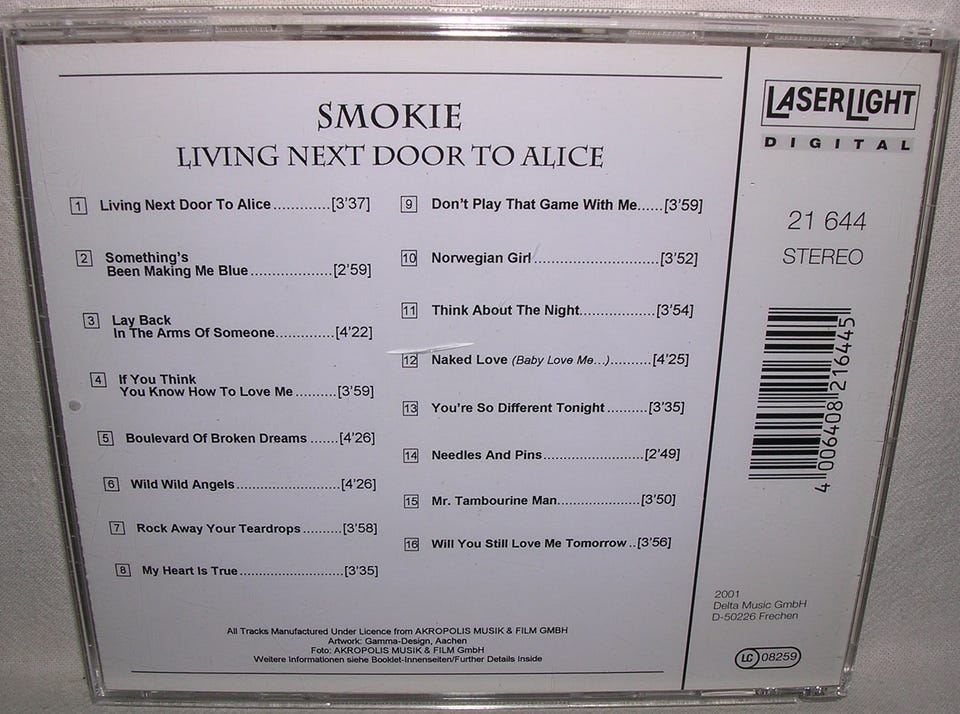 SMOKIE
LIVING NEXT DOOR TO ALICE
1 Living Next Door To Alice............[3'37]
2 Something's
Been Making Me Blue..................[2'59]
3 Lay Back
In The Arms Of Someone.............[4'22]
4 If You Think
You Know How To Love Me.........[3'59]
5 Boulevard Of Broken Dreams ......[4'26]
6 Wild Wild Angels.......................[4'26]
7 Rock Away Your Teardrops.........[3'58]
8 My Heart Is True.........................[3'35]
9 Don't Play That Game With Me.....[3'59]
10 Norwegian Girl...........................[3'52]
11 Think About The Night.................[3'54]
12 Naked Love (Baby Love Me...).........[4'25]
13 You're So Different Tonight..........[3'35]
14 Needles And Pins.......................[2'49]
15 Mr. Tambourine Man....................[3'50]
16 Will You Still Love Me Tomorrow..[3'56]
All Tracks Manufactured Under Licence from AKROPOLIS MUSIK & FILM GMBH
Artwork: Gamma-Design, Aachen
Foto: AKROPOLIS MUSIK & FILM GmbH
Weitere Informationen siehe Booklet-Innenseiten/Further Details Inside
LASERLIGHT
DIGITAL
21 644
STEREO
4 006408 216445
2001
Delta Music GmbH
D-50226 Frechen
LC 08259